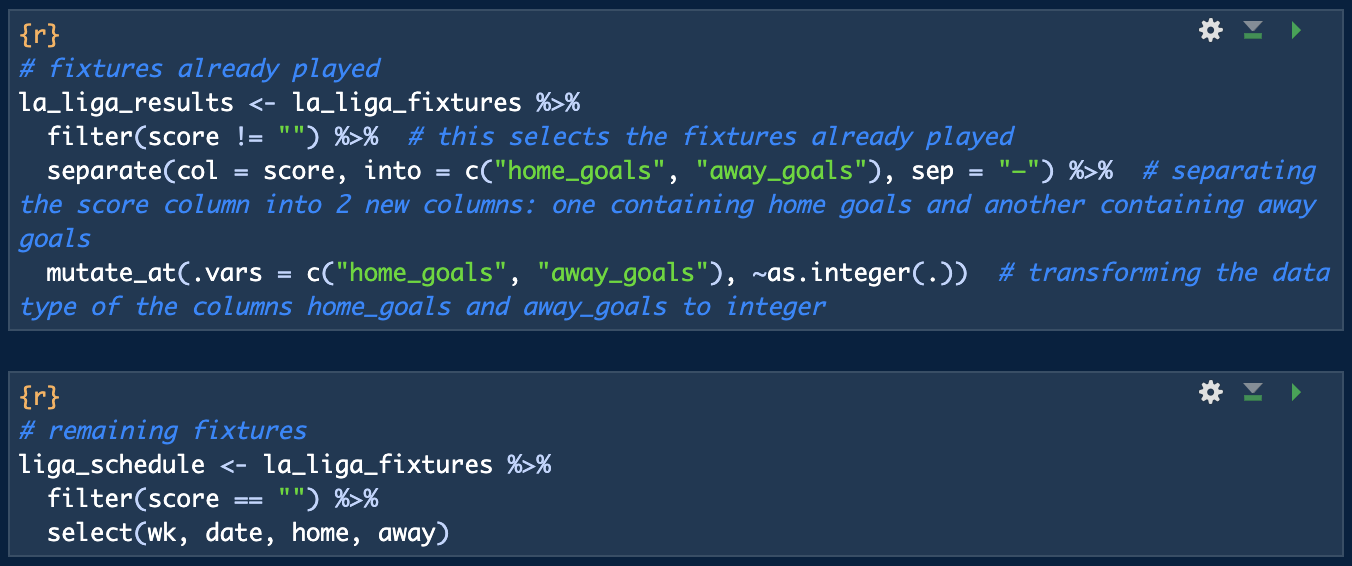 {r}
# fixtures already played
la_liga_results <- la_liga_fixtures %>%
  filter(score != "") %>%  # this selects the fixtures already played
  separate(col = score, into = c("home_goals", "away_goals"), sep = "–") %>%  # separating
the score column into 2 new columns: one containing home goals and another containing away
goals
  mutate_at(.vars = c("home_goals", "away_goals"), ~as.integer(.))  # transforming the data
type of the columns home_goals and away_goals to integer
{r}
# remaining fixtures
liga_schedule <- la_liga_fixtures %>%
  filter(score == "") %>%
  select(wk, date, home, away)